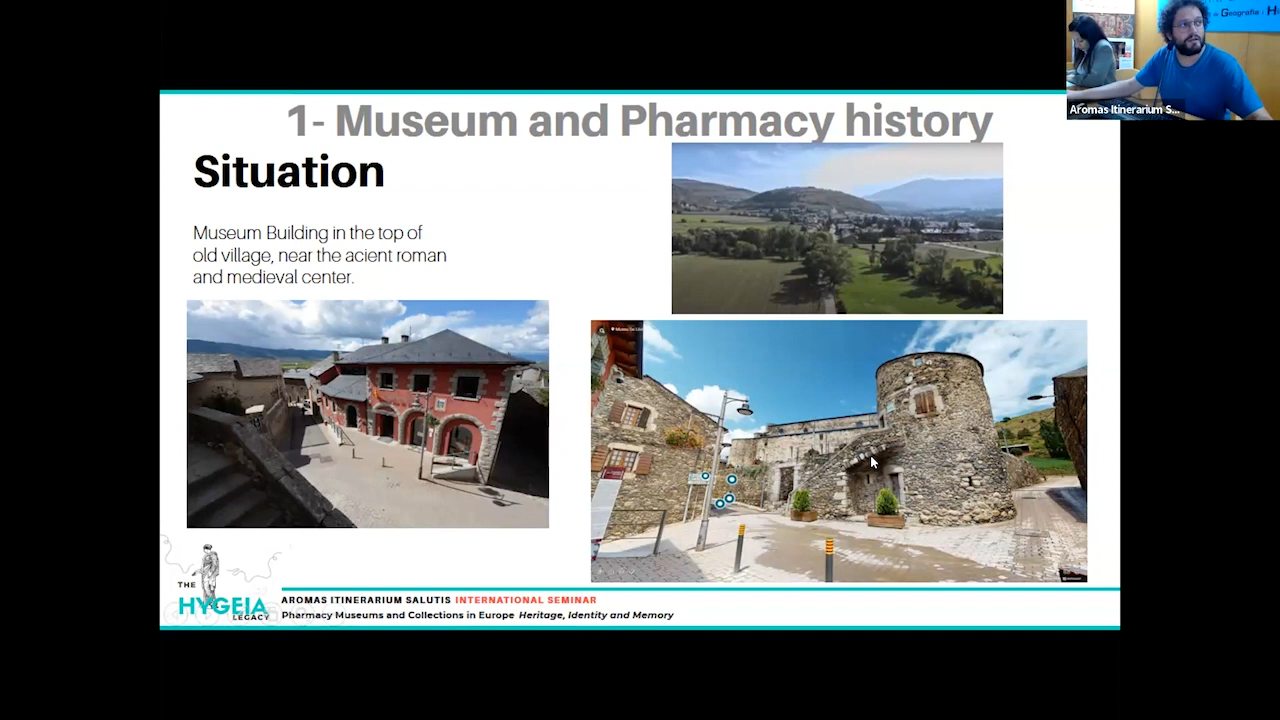 Geografia i H
Aromas Itinerarium S...
1- Museum and Pharmacy history
Situation
Museum Building in the top of
old village, near the acient roman
and medieval center.
THE
HYGEIA
LEGACY
AROMAS ITINERARIUM SALUTIS INTERNATIONAL SEMINAR
Pharmacy Museums and Collections in Europe Heritage, Identity and Memory